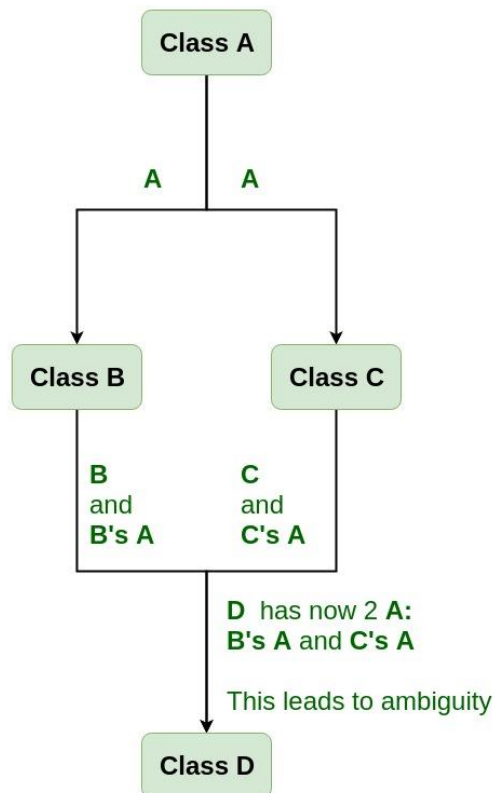 Class A
A
A
Class B
Class C
B
and
B's A
C
and
C's A
D has now 2 A:
B's A and C's A
This leads to ambiguity
Class D